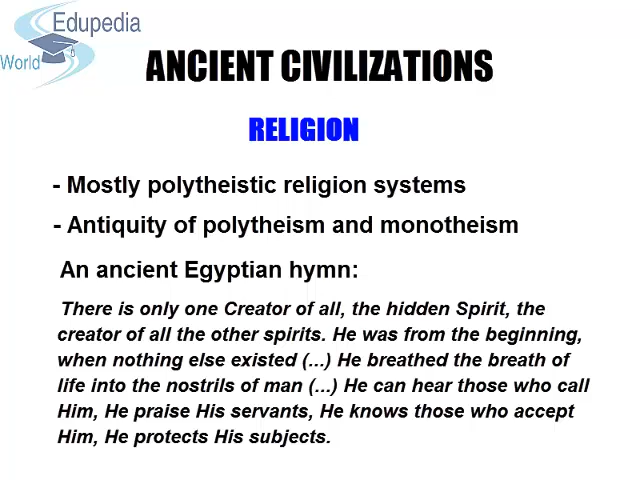 Edupedia
World
ANCIENT CIVILIZATIONS
RELIGION
- Mostly polytheistic religion systems
- Antiquity of polytheism and monotheism
An ancient Egyptian hymn:
There is only one Creator of all, the hidden Spirit, the
creator of all the other spirits. He was from the beginning,
when nothing else existed (...) He breathed the breath of
life into the nostrils of man (...) He can hear those who call
Him, He praise His servants, He knows those who accept
Him, He protects His subjects.